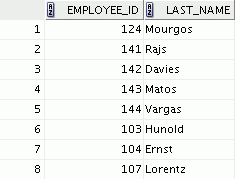 EMPLOYEE_ID LAST_NAME
1 124 Mourgos
2 141 Rajs
3 142 Davies
4 143 Matos
5 144 Vargas
6 103 Hunold
7 104 Ernst
8 107 Lorentz